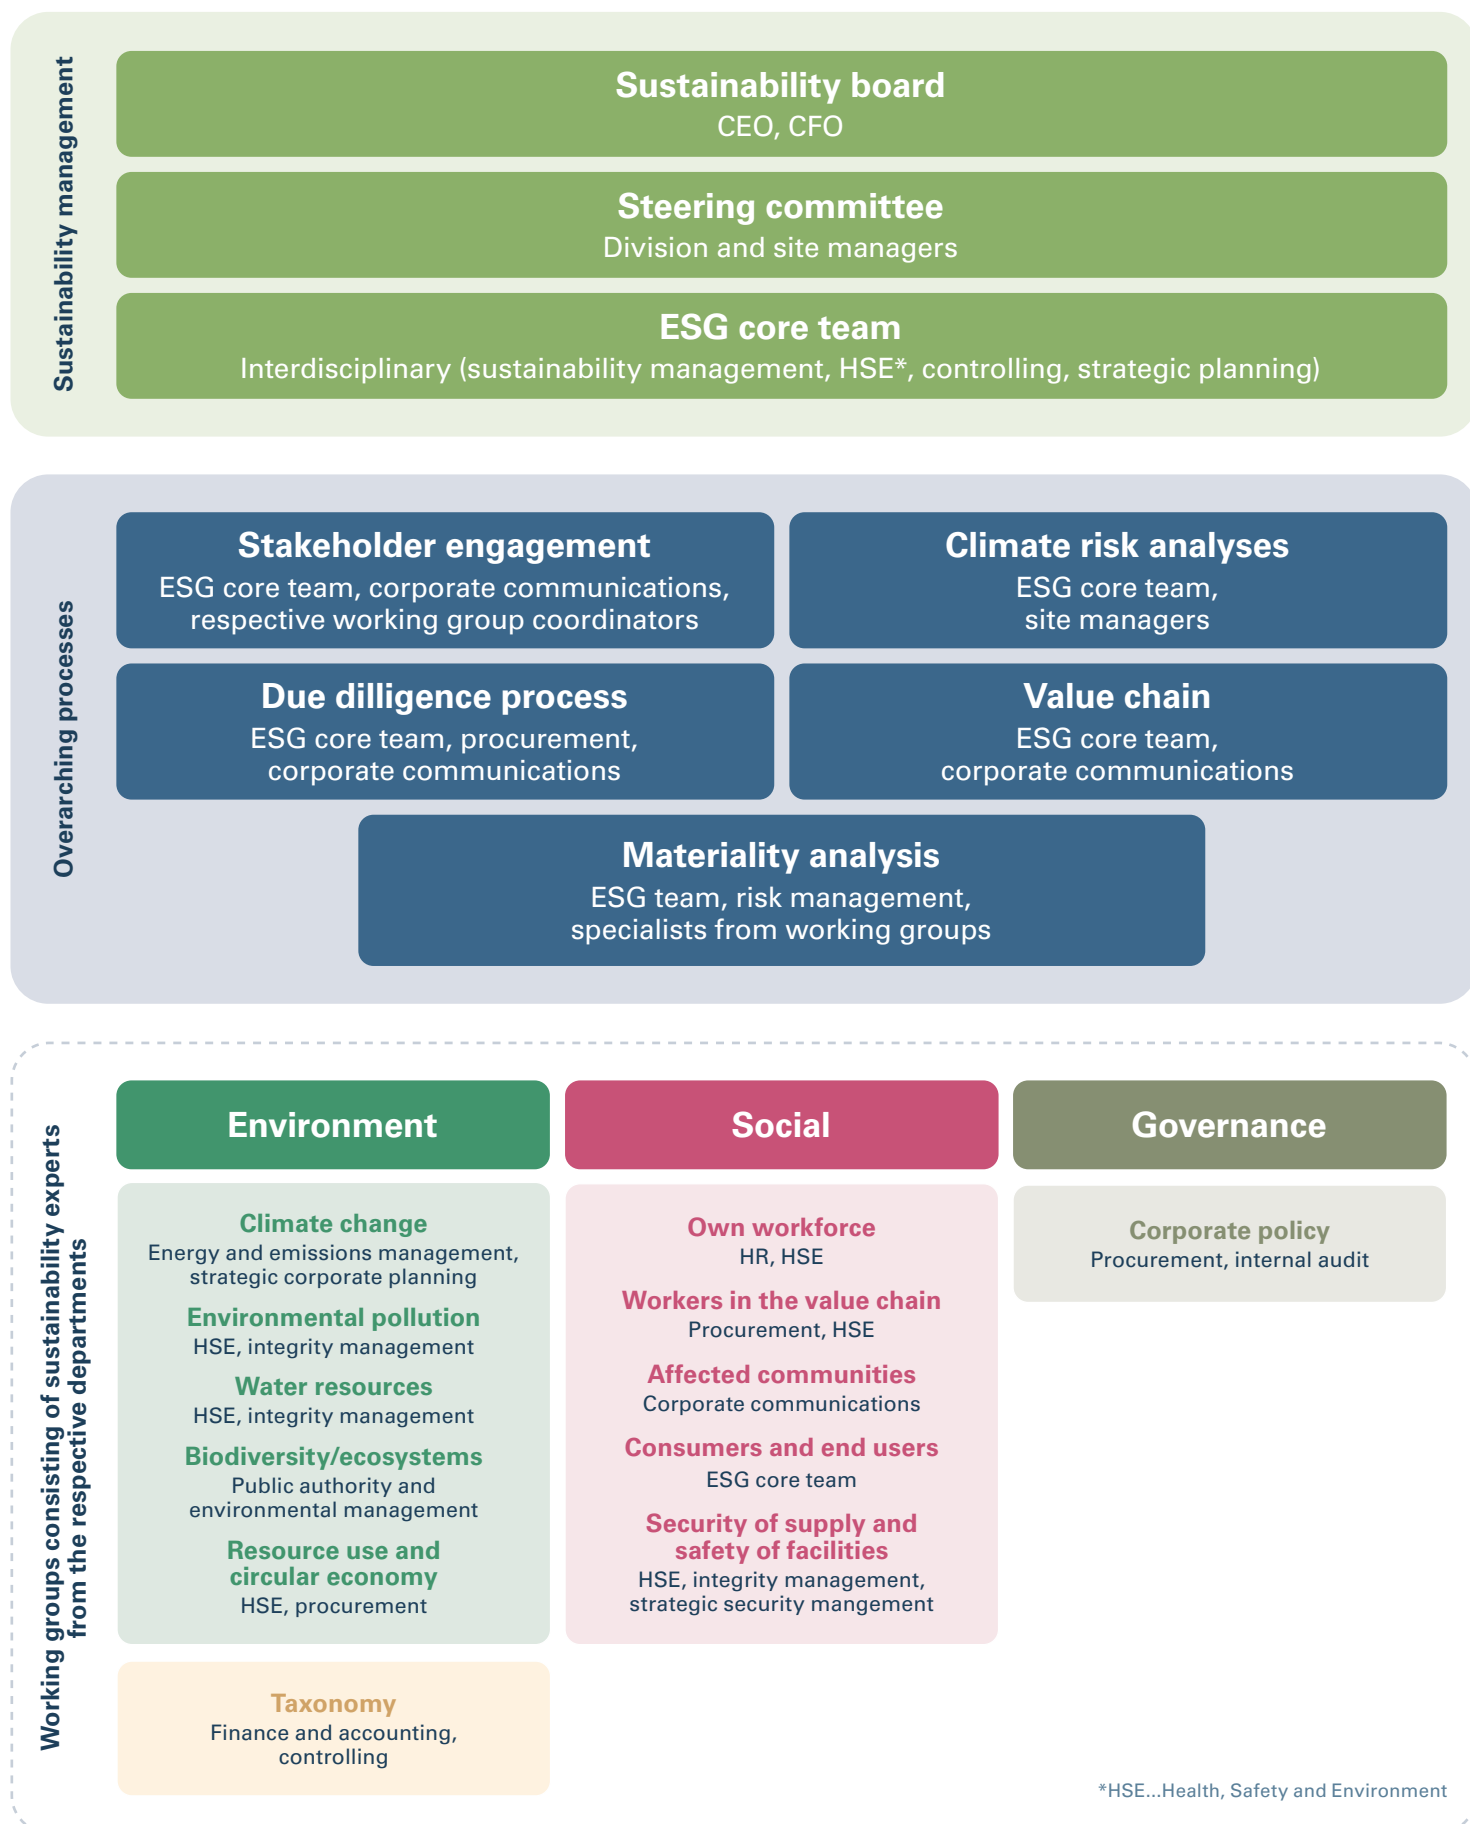 Sustainability management
Sustainability board
CEO, CFO
Steering committee
Division and site managers
ESG core team
Interdisciplinary (sustainability management, HSE*, controlling, strategic planning)
Overarching processes
Stakeholder engagement
ESG core team, corporate communications,
respective working group coordinators
Climate risk analyses
ESG core team,
site managers
Due dilligence process
ESG core team, procurement,
corporate communications
Value chain
ESG core team,
corporate communications
Materiality analysis
ESG team, risk management,
specialists from working groups
Working groups consisting of sustainability experts
from the respective departments
Environment
Climate change
Energy and emissions management,
strategic corporate planning
Environmental pollution
HSE, integrity management
Water resources
HSE, integrity management
Biodiversity/ecosystems
Public authority and
environmental management
Resource use and
circular economy
HSE, procurement
Taxonomy
Finance and accounting,
controlling
Social
Own workforce
HR, HSE
Workers in the value chain
Procurement, HSE
Affected communities
Corporate communications
Consumers and end users
ESG core team
Security of supply and
safety of facilities
HSE, integrity management,
strategic security mangement
Governance
Corporate policy
Procurement, internal audit
*HSE...Health, Safety and Environment